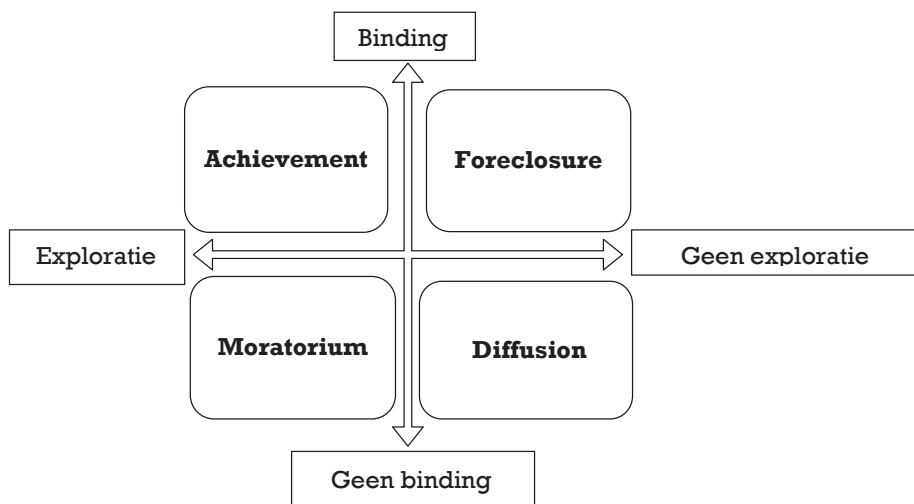 Binding
Achievement
Foreclosure
Exploratie
Geen exploratie
Moratorium
Diffusion
Geen binding